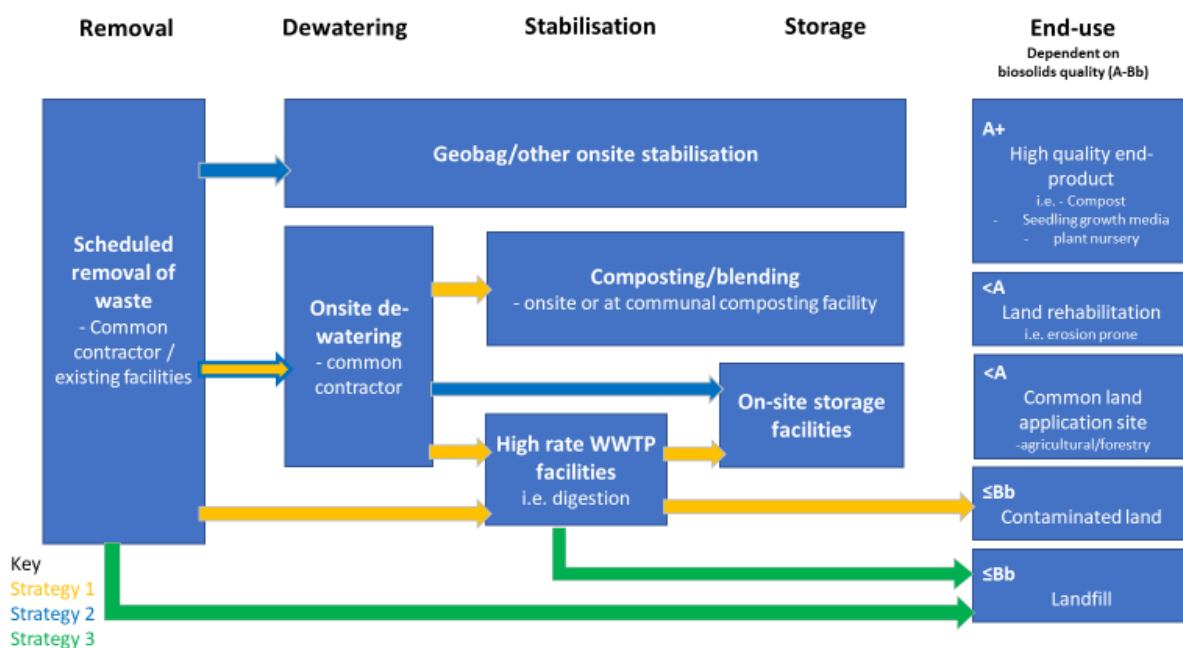 Removal
Dewatering
Stabilisation
Storage
End-use
Dependent on
biosolids quality (A-Bb)
Scheduled
removal of
waste
- Common
contractor /
existing facilities
Geobag/other onsite stabilisation
Onsite de-
watering
- common
contractor
Composting/blending
- onsite or at communal composting facility
High rate WWTP
facilities
i.e. digestion
On-site storage
facilities
A+
High quality end-
product
i.e. - Compost
- Seedling growth media
- plant nursery
<A
Land rehabilitation
i.e. erosion prone
<A
Common land
application site
-agricultural/forestry
≤Bb
Contaminated land
≤Bb
Landfill
Key
Strategy 1
Strategy 2
Strategy 3